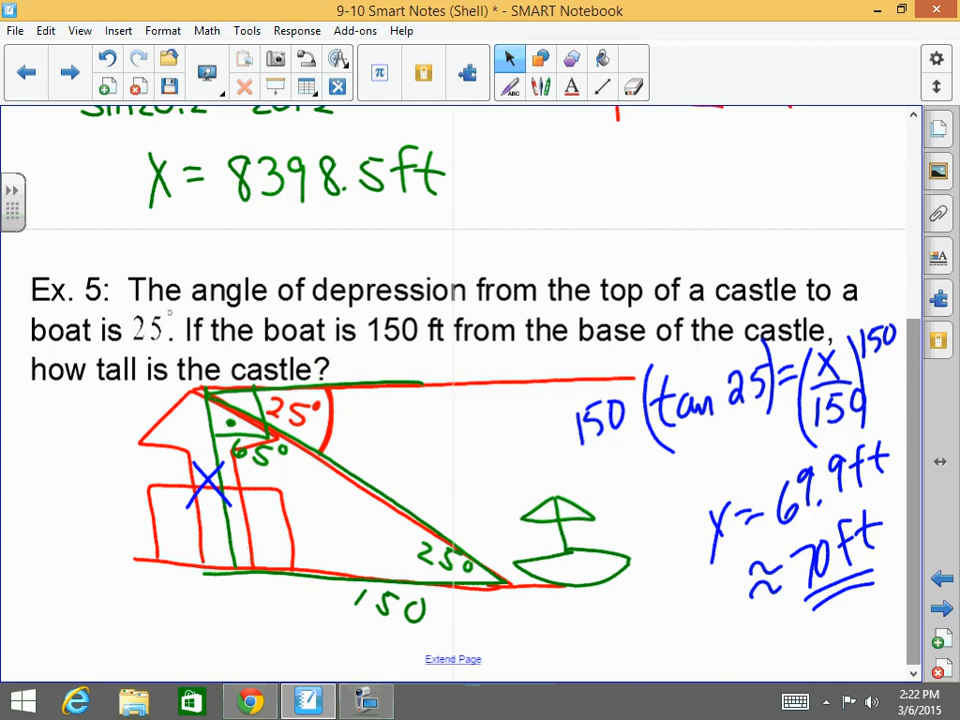 9-10 Smart Notes (Shell) * - SMART Notebook
File Edit View Insert Format Math Tools Response Add-ons Help
x = 8398.5ft
Ex. 5: The angle of depression from the top of a castle to a
boat is 25°. If the boat is 150 ft from the base of the castle,
how tall is the castle?
25°
65°
X
25°
150
150 (tan 25) = (x/150) 150
x = 69.9ft
≈ 70ft
Extend Page
2:22 PM
3/6/2015